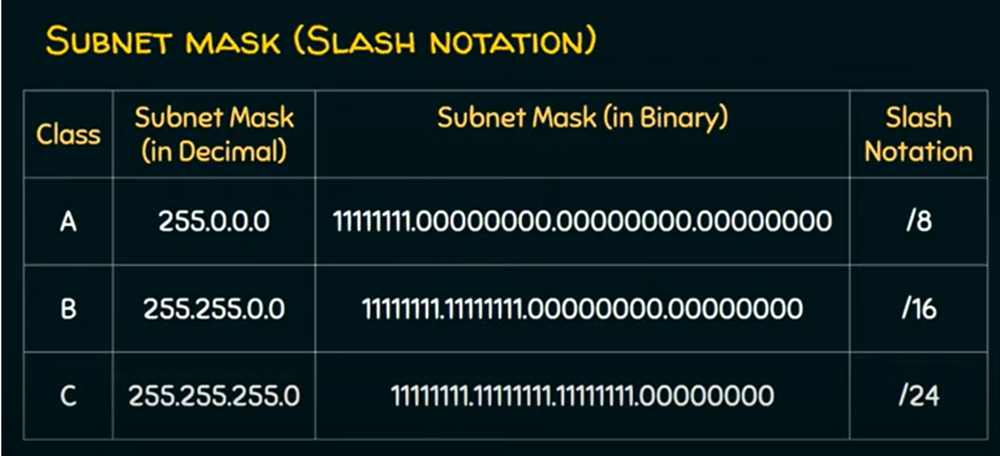 SUBNET MASK (SLASH NOTATION)
Class
Subnet Mask
(in Decimal)
Subnet Mask (in Binary)
Slash
Notation
A
255.0.0.0
11111111.00000000.00000000.00000000
/8
B
255.255.0.0
11111111.11111111.00000000.00000000
/16
C
255.255.255.0
11111111.11111111.11111111.00000000
/24